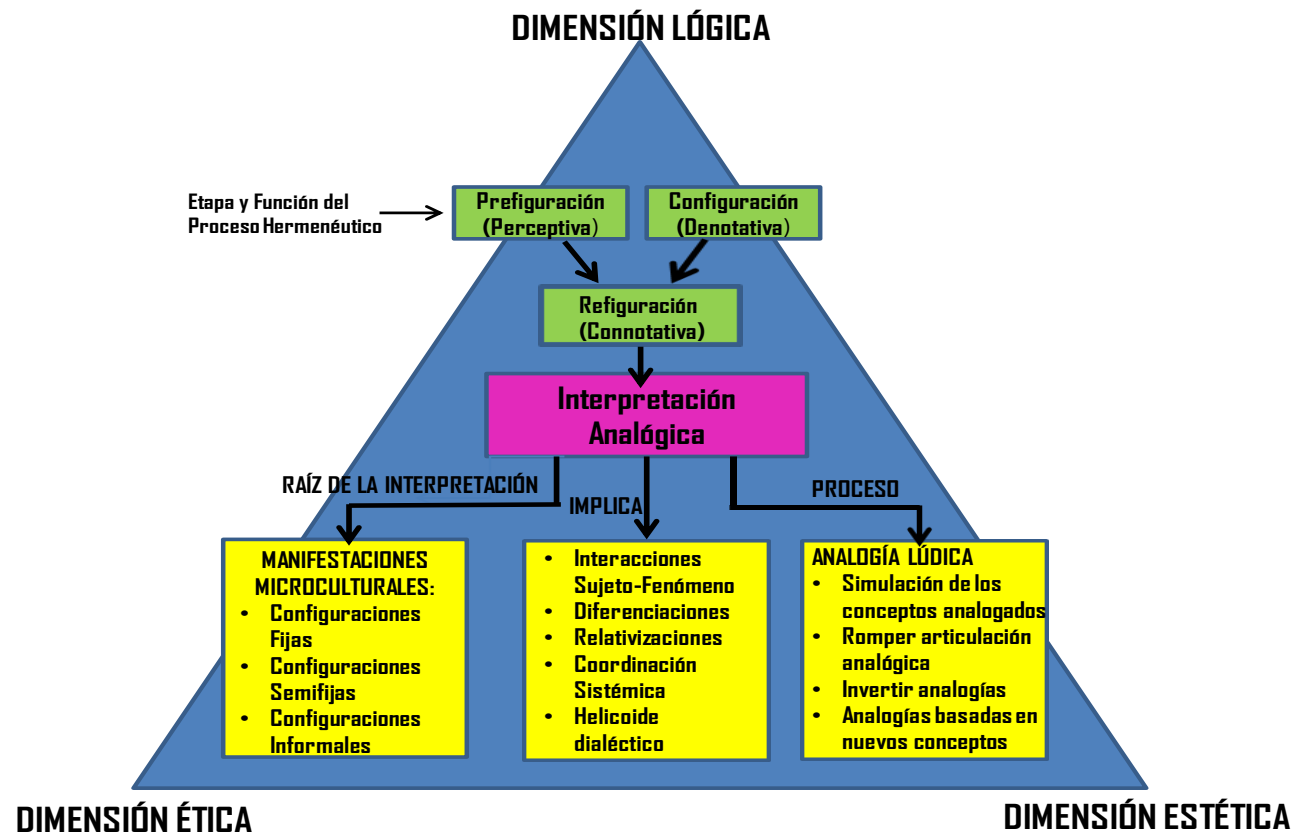 DIMENSIÓN LÓGICA
Etapa y Función del
Proceso Hermenéutico
Prefiguración
(Perceptiva)
Configuración
(Denotativa)
Refiguración
(Connotativa)
Interpretación
Analógica
RAÍZ DE LA INTERPRETACIÓN
IMPLICA
PROCESO
MANIFESTACIONES
MICROCULTURALES:
• Configuraciones
Fijas
• Configuraciones
Semifijas
• Configuraciones
Informales
• Interacciones
Sujeto-Fenómeno
• Diferenciaciones
• Relativizaciones
• Coordinación
Sistémica
• Helicoide
dialéctico
ANALOGÍA LÚDICA
• Simulación de los
conceptos analogados
• Romper articulación
analógica
• Invertir analogías
• Analogías basadas en
nuevos conceptos
DIMENSIÓN ÉTICA
DIMENSIÓN ESTÉTICA